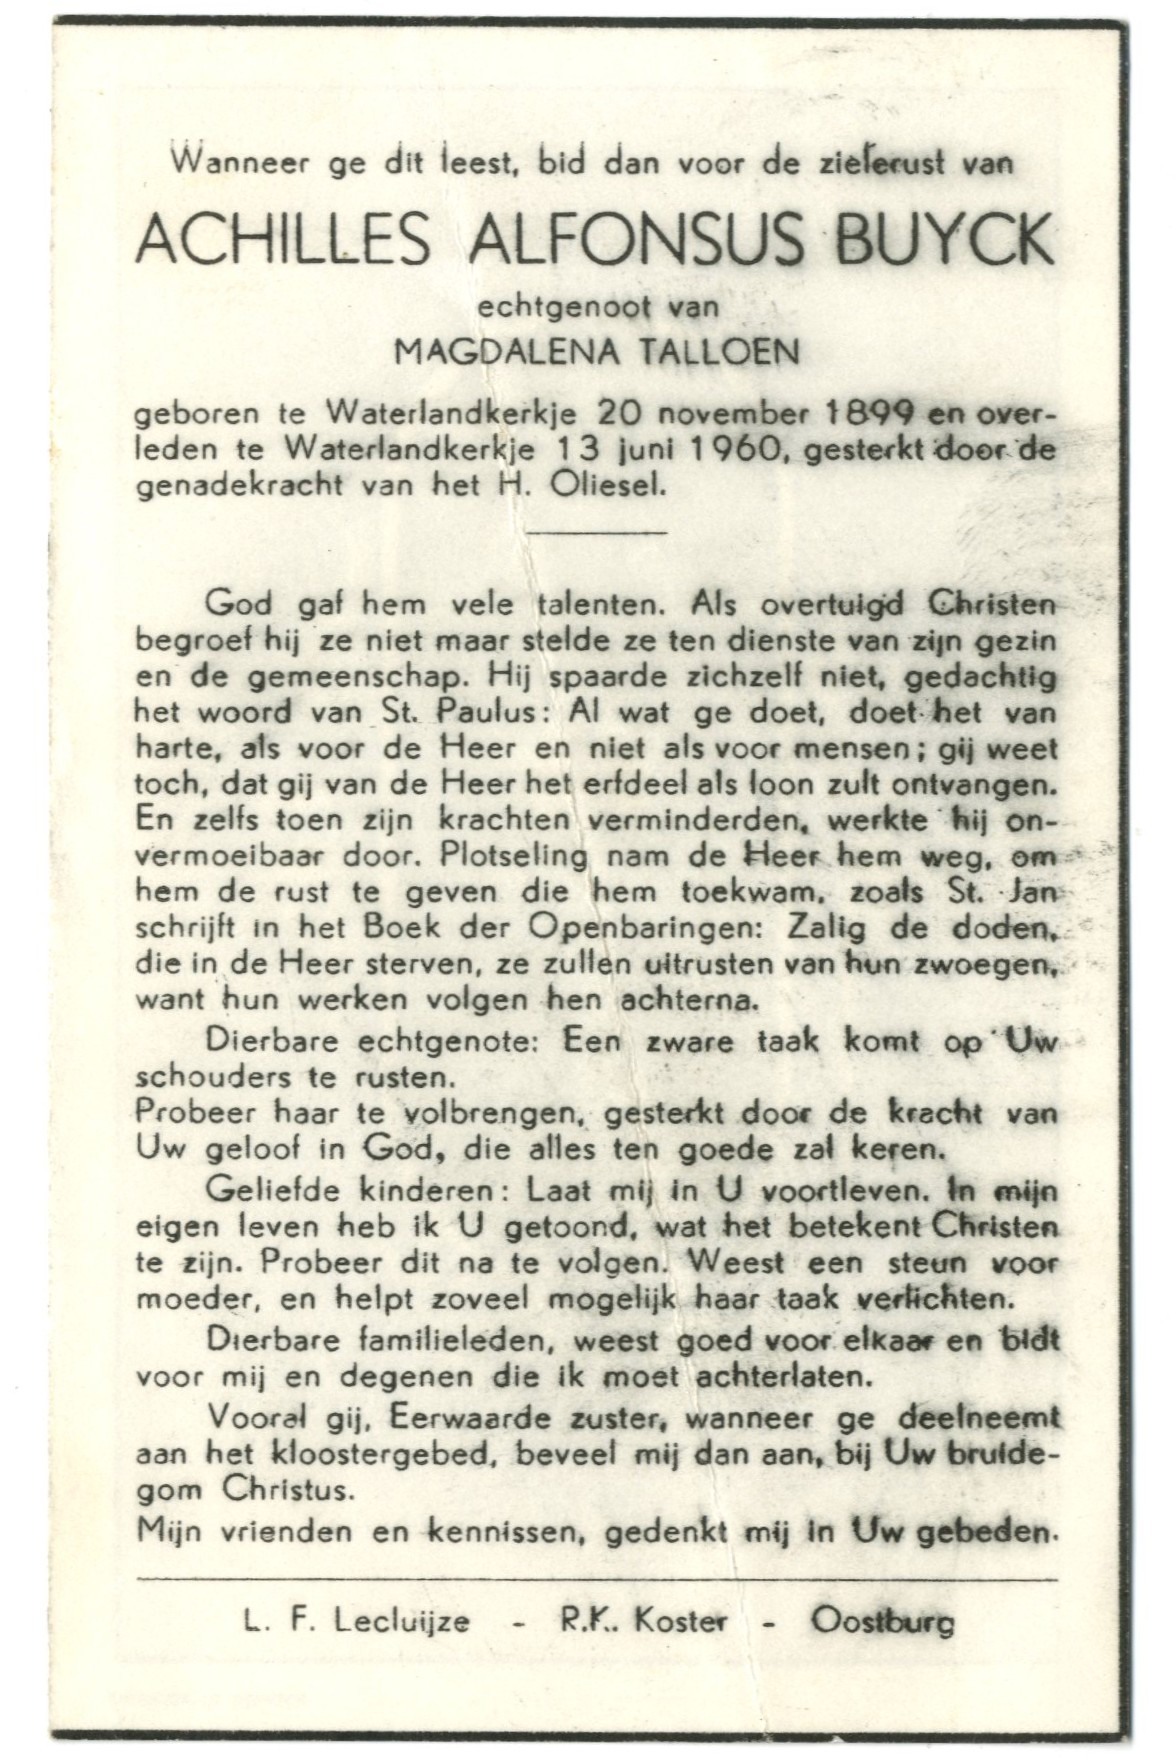 Wanneer ge dit leest, bid dan voor de zielerust van
ACHILLES ALFONSUS BUYCK
echtgenoot van
MAGDALENA TALLOEN
geboren te Waterlandkerkje 20 november 1899 en over-
leden te Waterlandkerkje 13 juni 1960, gesterkt door de
genadekracht van het H. Oliesel.
God gaf hem vele talenten. Als overtuigd Christen
begroef hij ze niet maar stelde ze ten dienste van zijn gezin
en de gemeenschap. Hij spaarde zichzelf niet, gedachtig
het woord van St. Paulus: Al wat ge doet, doet het van
harte, als voor de Heer en niet als voor mensen; gij weet
toch, dat gij van de Heer het erfdeel als loon zult ontvangen.
En zelfs toen zijn krachten verminderden, werkte hij on-
vermoeibaar door. Plotseling nam de Heer hem weg, om
hem de rust te geven die hem toekwam, zoals St. Jan
schrijft in het Boek der Openbaringen: Zalig de doden,
die in de Heer sterven, ze zullen uitrusten van hun zwoegen,
want hun werken volgen hen achterna.
Dierbare echtgenote: Een zware taak komt op Uw
schouders te rusten.
Probeer haar te volbrengen, gesterkt door de kracht van
Uw geloof in God, die alles ten goede zal keren.
Geliefde kinderen: Laat mij in U voortleven. In mijn
eigen leven heb ik U getoond, wat het betekent Christen
te zijn. Probeer dit na te volgen. Weest een steun voor
moeder, en helpt zoveel mogelijk haar taak verlichten.
Dierbare familieleden, weest goed voor elkaar en bidt
voor mij en degenen die ik moet achterlaten.
Vooral gij, Eerwaarde zuster, wanneer ge deelneemt
aan het kloostergebed, beveel mij dan aan, bij Uw bruide-
gom Christus.
Mijn vrienden en kennissen, gedenkt mij in Uw gebeden.
L. F. Lecluijze - R.K. Koster - Oostburg